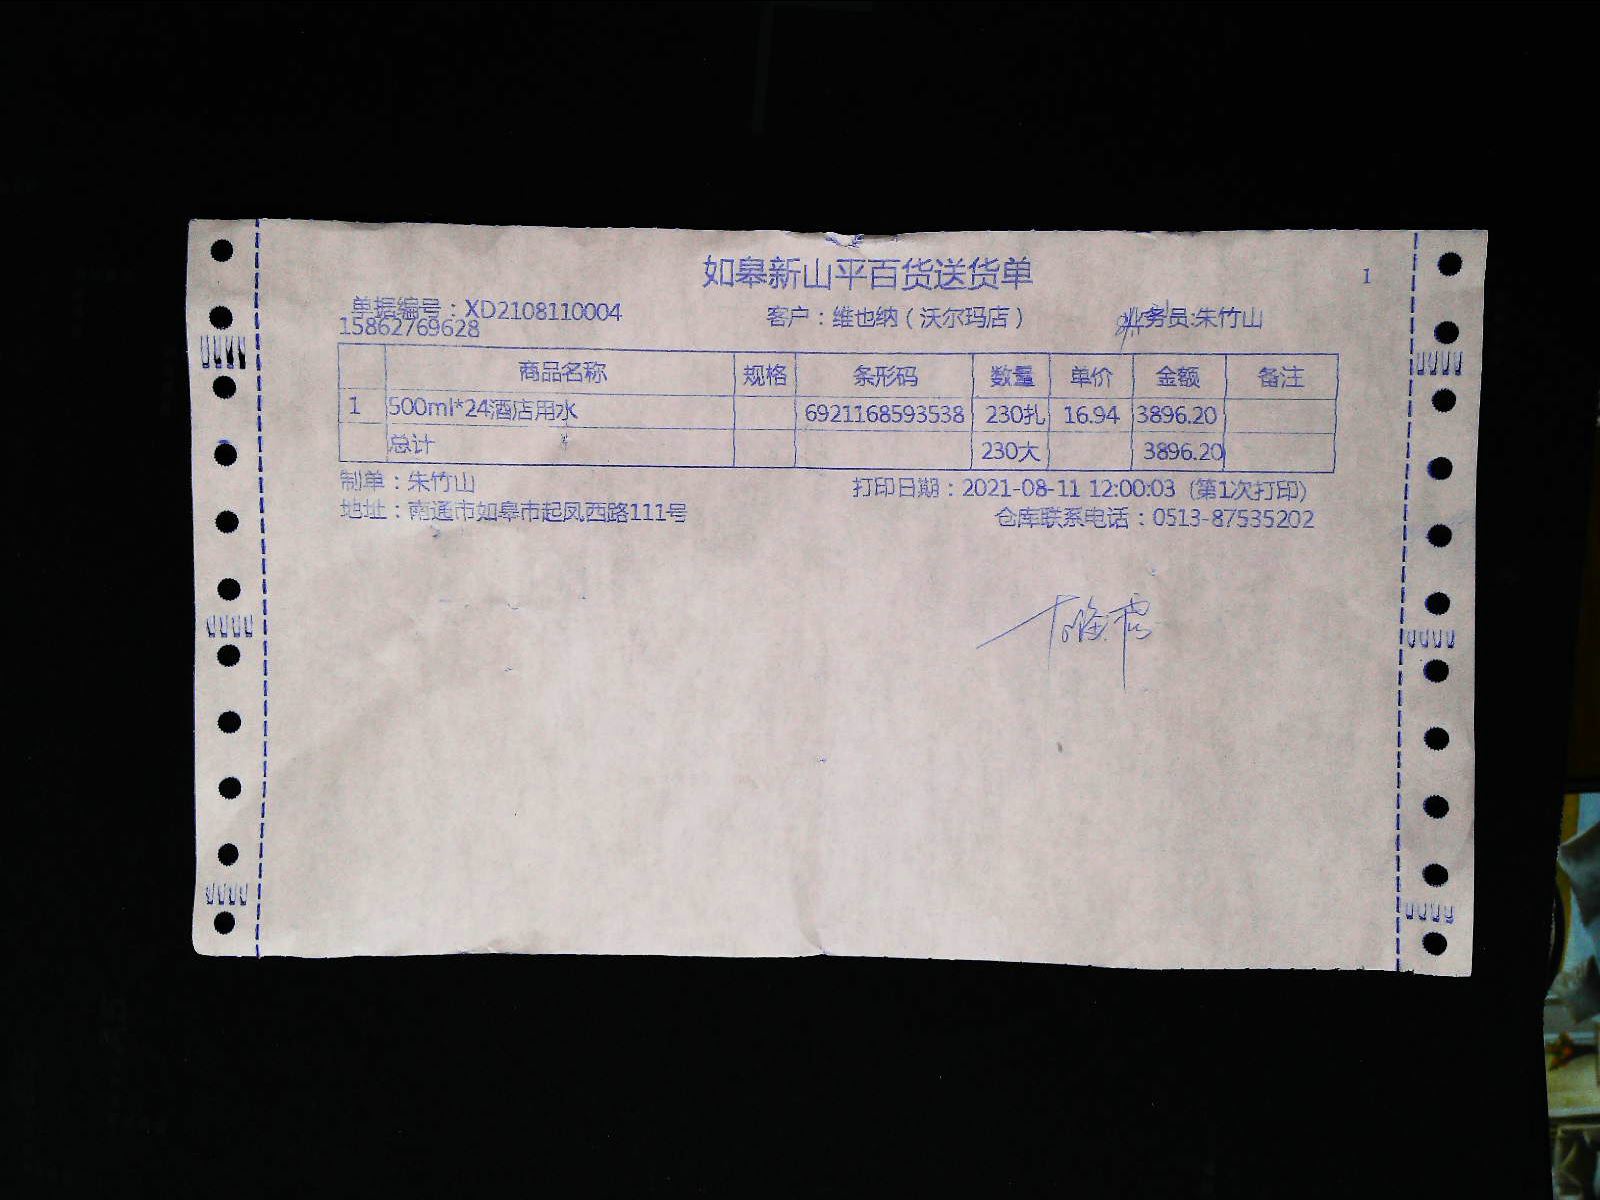 如皋新山平百货送货单
1
单据编号：XD2108110004 客户：维也纳（沃尔玛店） 业务员:朱竹山
15862769628
商品名称 规格 条形码 数量 单价 金额 备注
1 500ml*24酒店用水 6921168593538 230扎 16.94 3896.20
总计 230大 3896.20
制单：朱竹山 打印日期：2021-08-11 12:00:03 (第1次打印)
地址：南通市如皋市起凤西路111号 仓库联系电话：0513-87535202